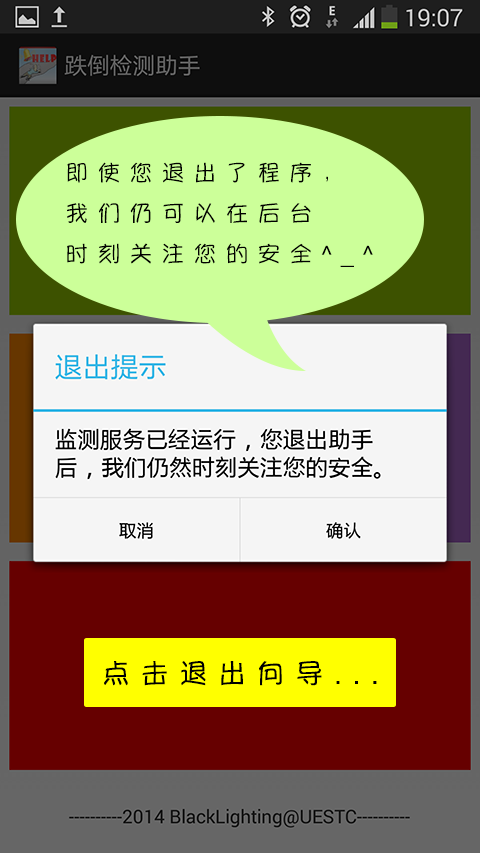 E
19:07
HELP
跌倒检测助手
即使您退出了程序，
我们仍可以在后台
时刻关注您的安全^_^
退出提示
监测服务已经运行，您退出助手
后，我们仍然时刻关注您的安全。
取消
确认
点击退出向导...
----------2014 BlackLighting@UESTC----------